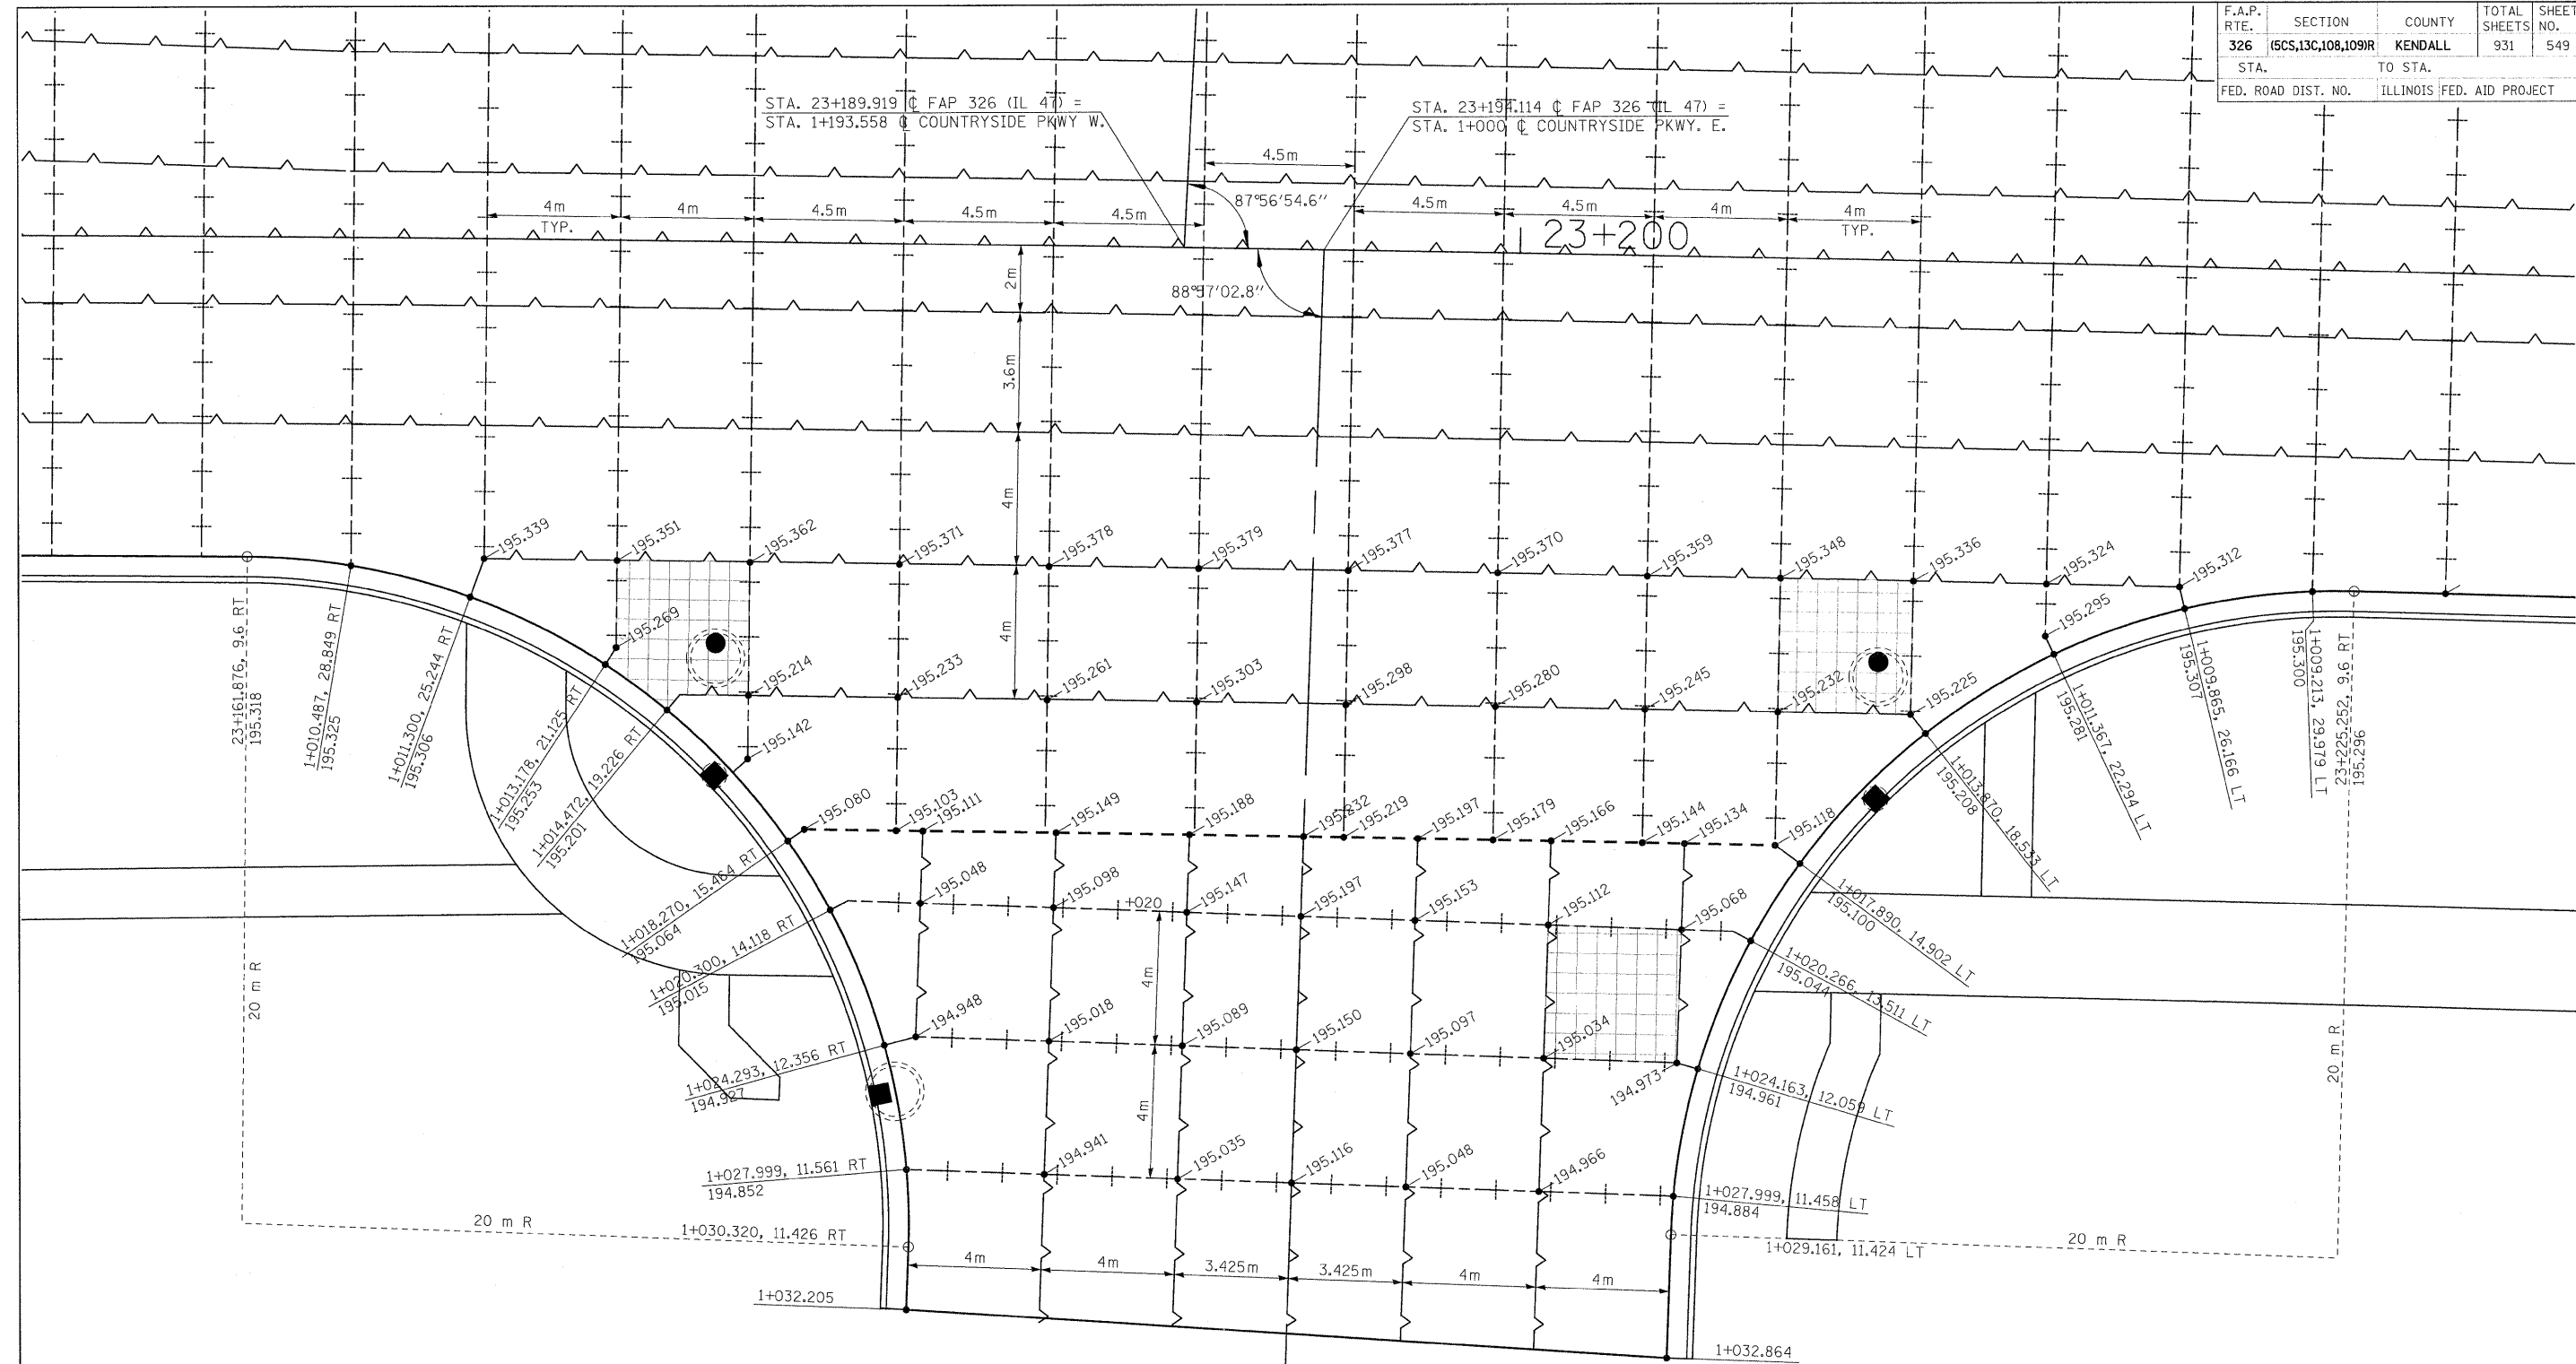 F.A.P. RTE. SECTION COUNTY TOTAL SHEETS SHEET NO.
326 (5CS,13C,108,109)R KENDALL 931 549
STA. TO STA.
FED. ROAD DIST. NO. ILLINOIS FED. AID PROJECT
STA. 23+189.919 ℄ FAP 326 (IL 47) =
STA. 1+193.558 ℄ COUNTRYSIDE PKWY W.
STA. 23+194.114 ℄ FAP 326 (IL 47) =
STA. 1+000 ℄ COUNTRYSIDE PKWY. E.
4.5m
87°56'54.6"
4m TYP.
4m
4.5m
4.5m
4.5m
4.5m
4.5m
4m
4m TYP.
23+200
2m
88°57'02.8"
3.6m
4m
195.339
195.351
195.362
195.371
195.378
195.379
195.377
195.370
195.359
195.348
195.336
195.324
195.312
4m
195.269
195.295
195.214
195.233
195.261
195.303
195.298
195.280
195.245
195.232
195.225
195.142
23+161.876, 9.6 RT
195.318
1+010.487, 28.849 RT
195.325
1+011.300, 25.244 RT
195.306
1+013.178, 21.125 RT
195.253
1+014.472, 19.226 RT
195.201
1+018.270, 15.464 RT
195.064
1+020.300, 14.118 RT
195.015
1+024.293, 12.356 RT
194.927
1+027.999, 11.561 RT
194.852
1+030.320, 11.426 RT
1+032.205
195.080
195.103
195.111
195.149
195.188
195.232
195.219
195.197
195.179
195.166
195.144
195.134
195.118
195.048
195.098
+020
195.147
195.197
195.153
195.112
195.068
4m
194.948
195.018
195.089
195.150
195.097
195.034
194.973
4m
194.941
195.035
195.116
195.048
194.966
4m
4m
3.425m
3.425m
4m
4m
23+225.252, 9.6 RT
195.296
1+009.213, 29.979 LT
195.300
1+009.865, 26.166 LT
195.307
1+011.367, 22.294 LT
195.281
1+013.870, 18.533 LT
195.208
1+017.890, 14.902 LT
195.100
1+020.266, 13.511 LT
195.044
1+024.163, 12.059 LT
194.961
1+027.999, 11.458 LT
194.884
1+029.161, 11.424 LT
1+032.864
20 m R
20 m R
20 m R
20 m R